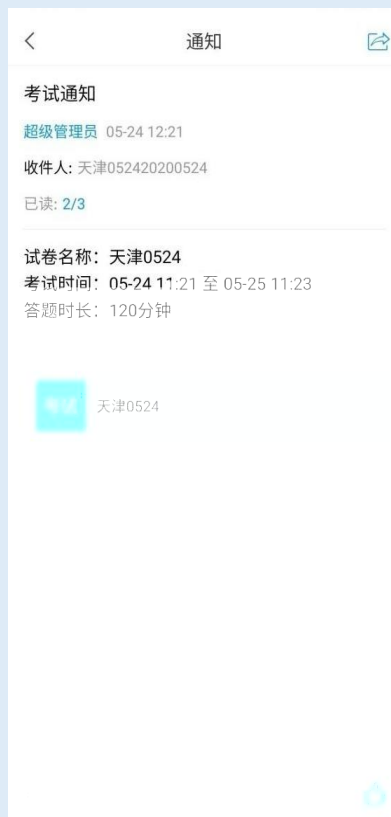 通知
考试通知
超级管理员 05-24 12:21
收件人: 天津052420200524
已读: 2/3
试卷名称：天津0524
考试时间：05-24 11:21 至 05-25 11:23
答题时长：120分钟
考试 天津0524